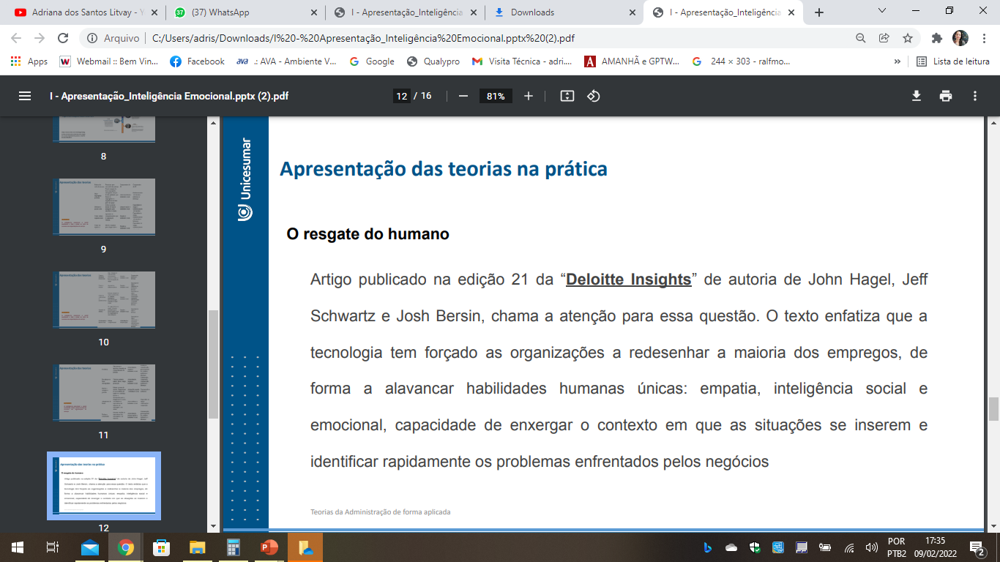 Adriana dos Santos Litvay - Y
(37) WhatsApp
I - Apresentação_Inteligência
Downloads
I - Apresentação_Inteligência
Arquivo
C:/Users/adris/Downloads/I%20-%20Apresentação_Inteligência%20Emocional.pptx%20(2).pdf
Apps
Webmail :: Bem Vin...
Facebook
ava .: AVA - Ambiente V...
Google
Qualypro
Visita Técnica - adri....
A AMANHÃ e GPTW...
244 × 303 - ralfmo...
»
Lista de leitura
I - Apresentação_Inteligência Emocional.pptx (2).pdf
12 / 16
81%
8
9
10
11
12
Unicesumar
Apresentação das teorias na prática
O resgate do humano
Artigo publicado na edição 21 da “Deloitte Insights” de autoria de John Hagel, Jeff
Schwartz e Josh Bersin, chama a atenção para essa questão. O texto enfatiza que a
tecnologia tem forçado as organizações a redesenhar a maioria dos empregos, de
forma a alavancar habilidades humanas únicas: empatia, inteligência social e
emocional, capacidade de enxergar o contexto em que as situações se inserem e
identificar rapidamente os problemas enfrentados pelos negócios
Teorias da Administração de forma aplicada
POR
PTB2
17:35
09/02/2022
2